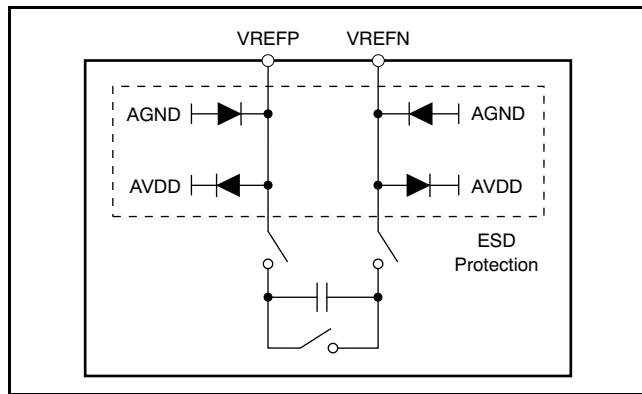 VREFP VREFN
AGND AGND
AVDD AVDD
ESD
Protection